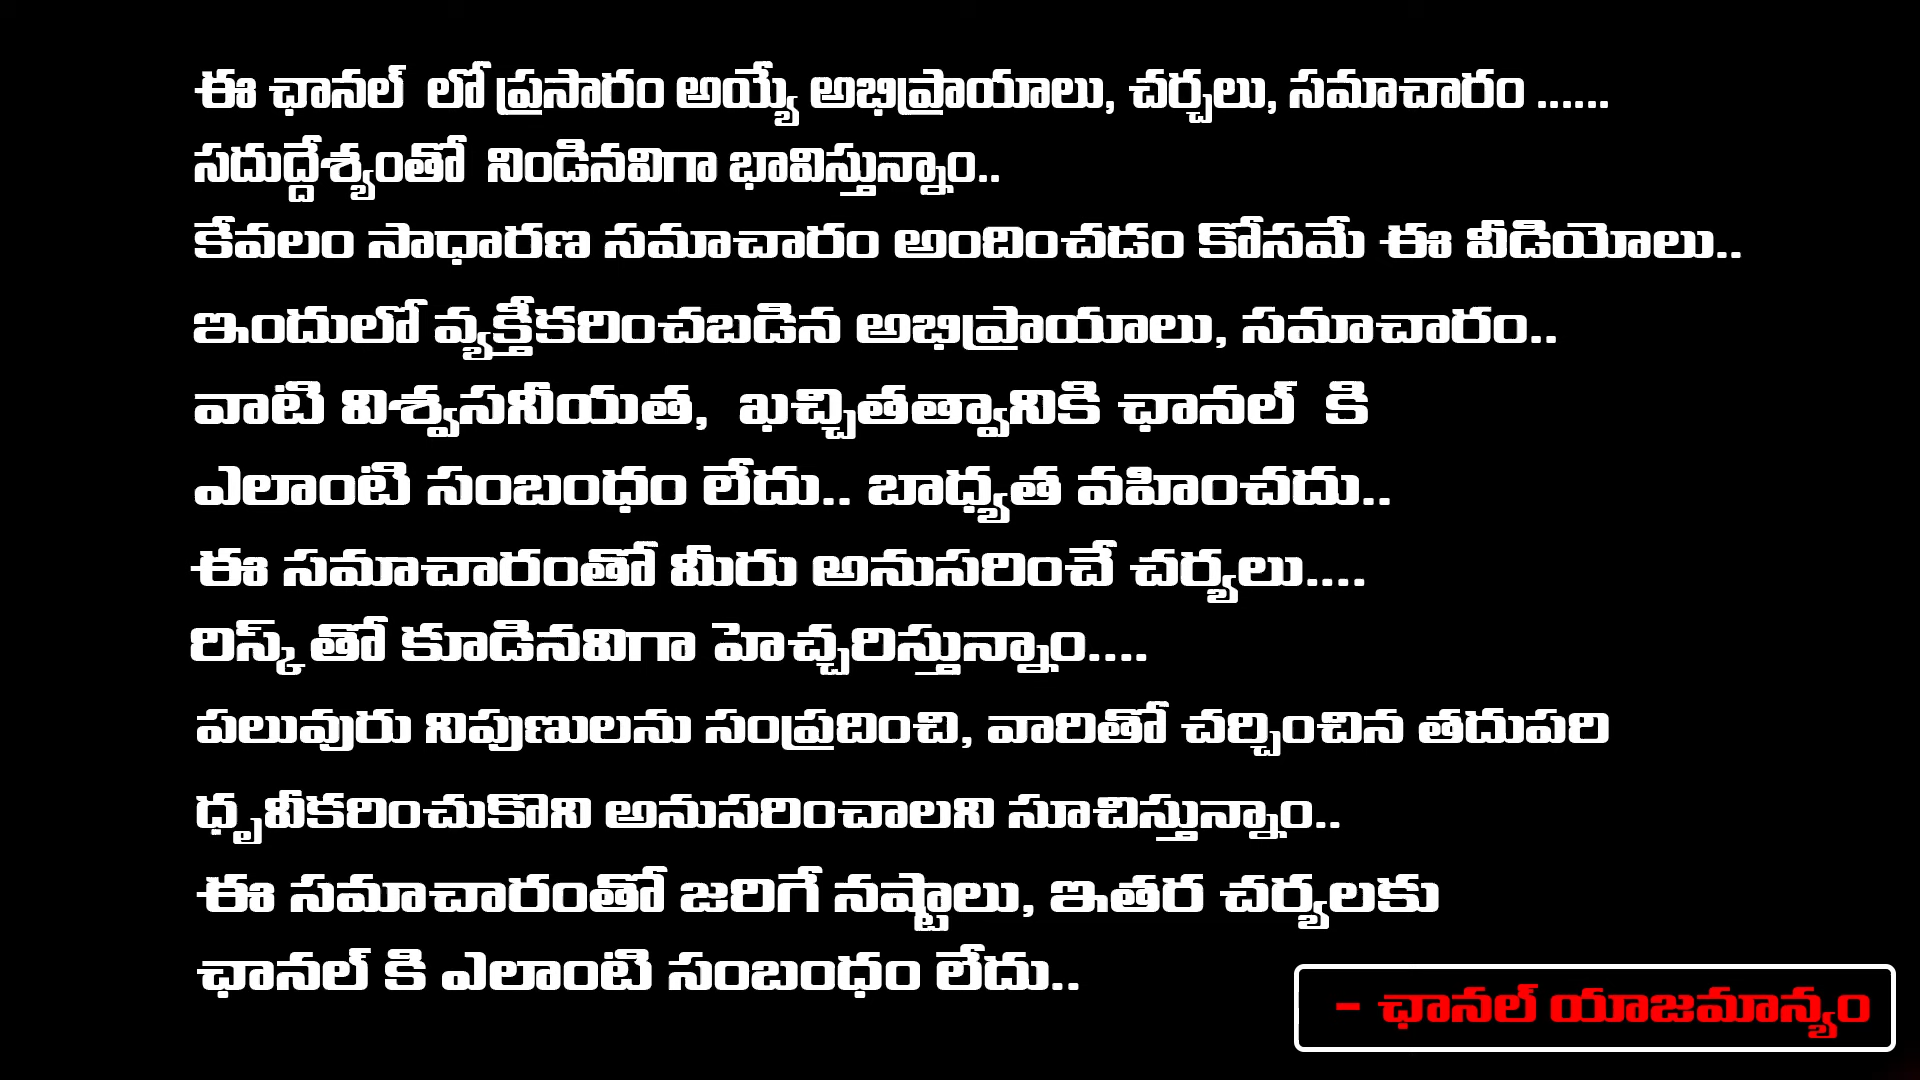 ఈ ఛానల్ లో ప్రసారం అయ్యే అభిప్రాయాలు, చర్చలు, సమాచారం ......
సదుద్దేశ్యంతో నిండినవిగా భావిస్తున్నాం..
కేవలం సాధారణ సమాచారం అందించడం కోసమే ఈ వీడియోలు..
ఇందులో వ్యక్తీకరించబడిన అభిప్రాయాలు, సమాచారం..
వాటి విశ్వసనీయత, ఖచ్చితత్వానికి ఛానల్ కి
ఎలాంటి సంబంధం లేదు.. బాధ్యత వహించదు..
ఈ సమాచారంతో మీరు అనుసరించే చర్యలు....
రిస్క్ తో కూడినవిగా హెచ్చరిస్తున్నాం....
పలువురు నిపుణులను సంప్రదించి, వారితో చర్చించిన తదుపరి
ధృవీకరించుకొని అనుసరించాలని సూచిస్తున్నాం..
ఈ సమాచారంతో జరిగే నష్టాలు, ఇతర చర్యలకు
ఛానల్ కి ఎలాంటి సంబంధం లేదు..
- ఛానల్ యాజమాన్యం